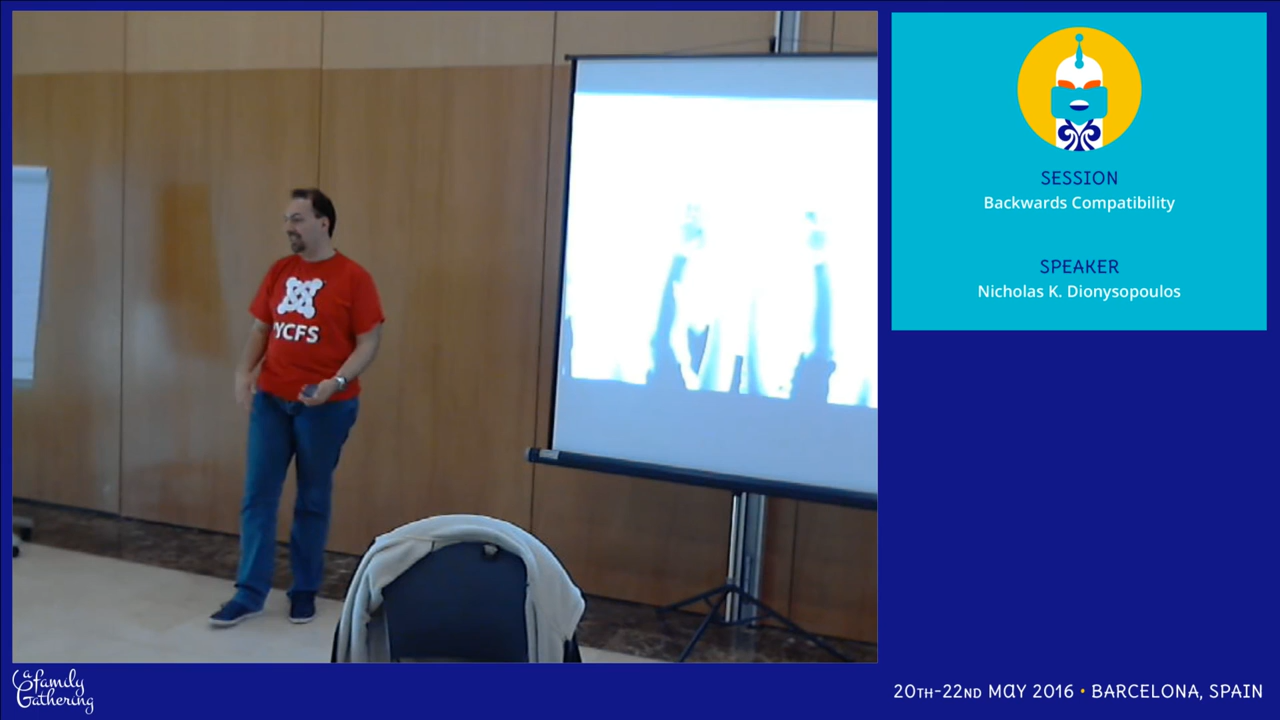 YCFS
SESSION
Backwards Compatibility
SPEAKER
Nicholas K. Dionysopoulos
a family
Gathering
20TH-22ND MAY 2016 • BARCELONA, SPAIN